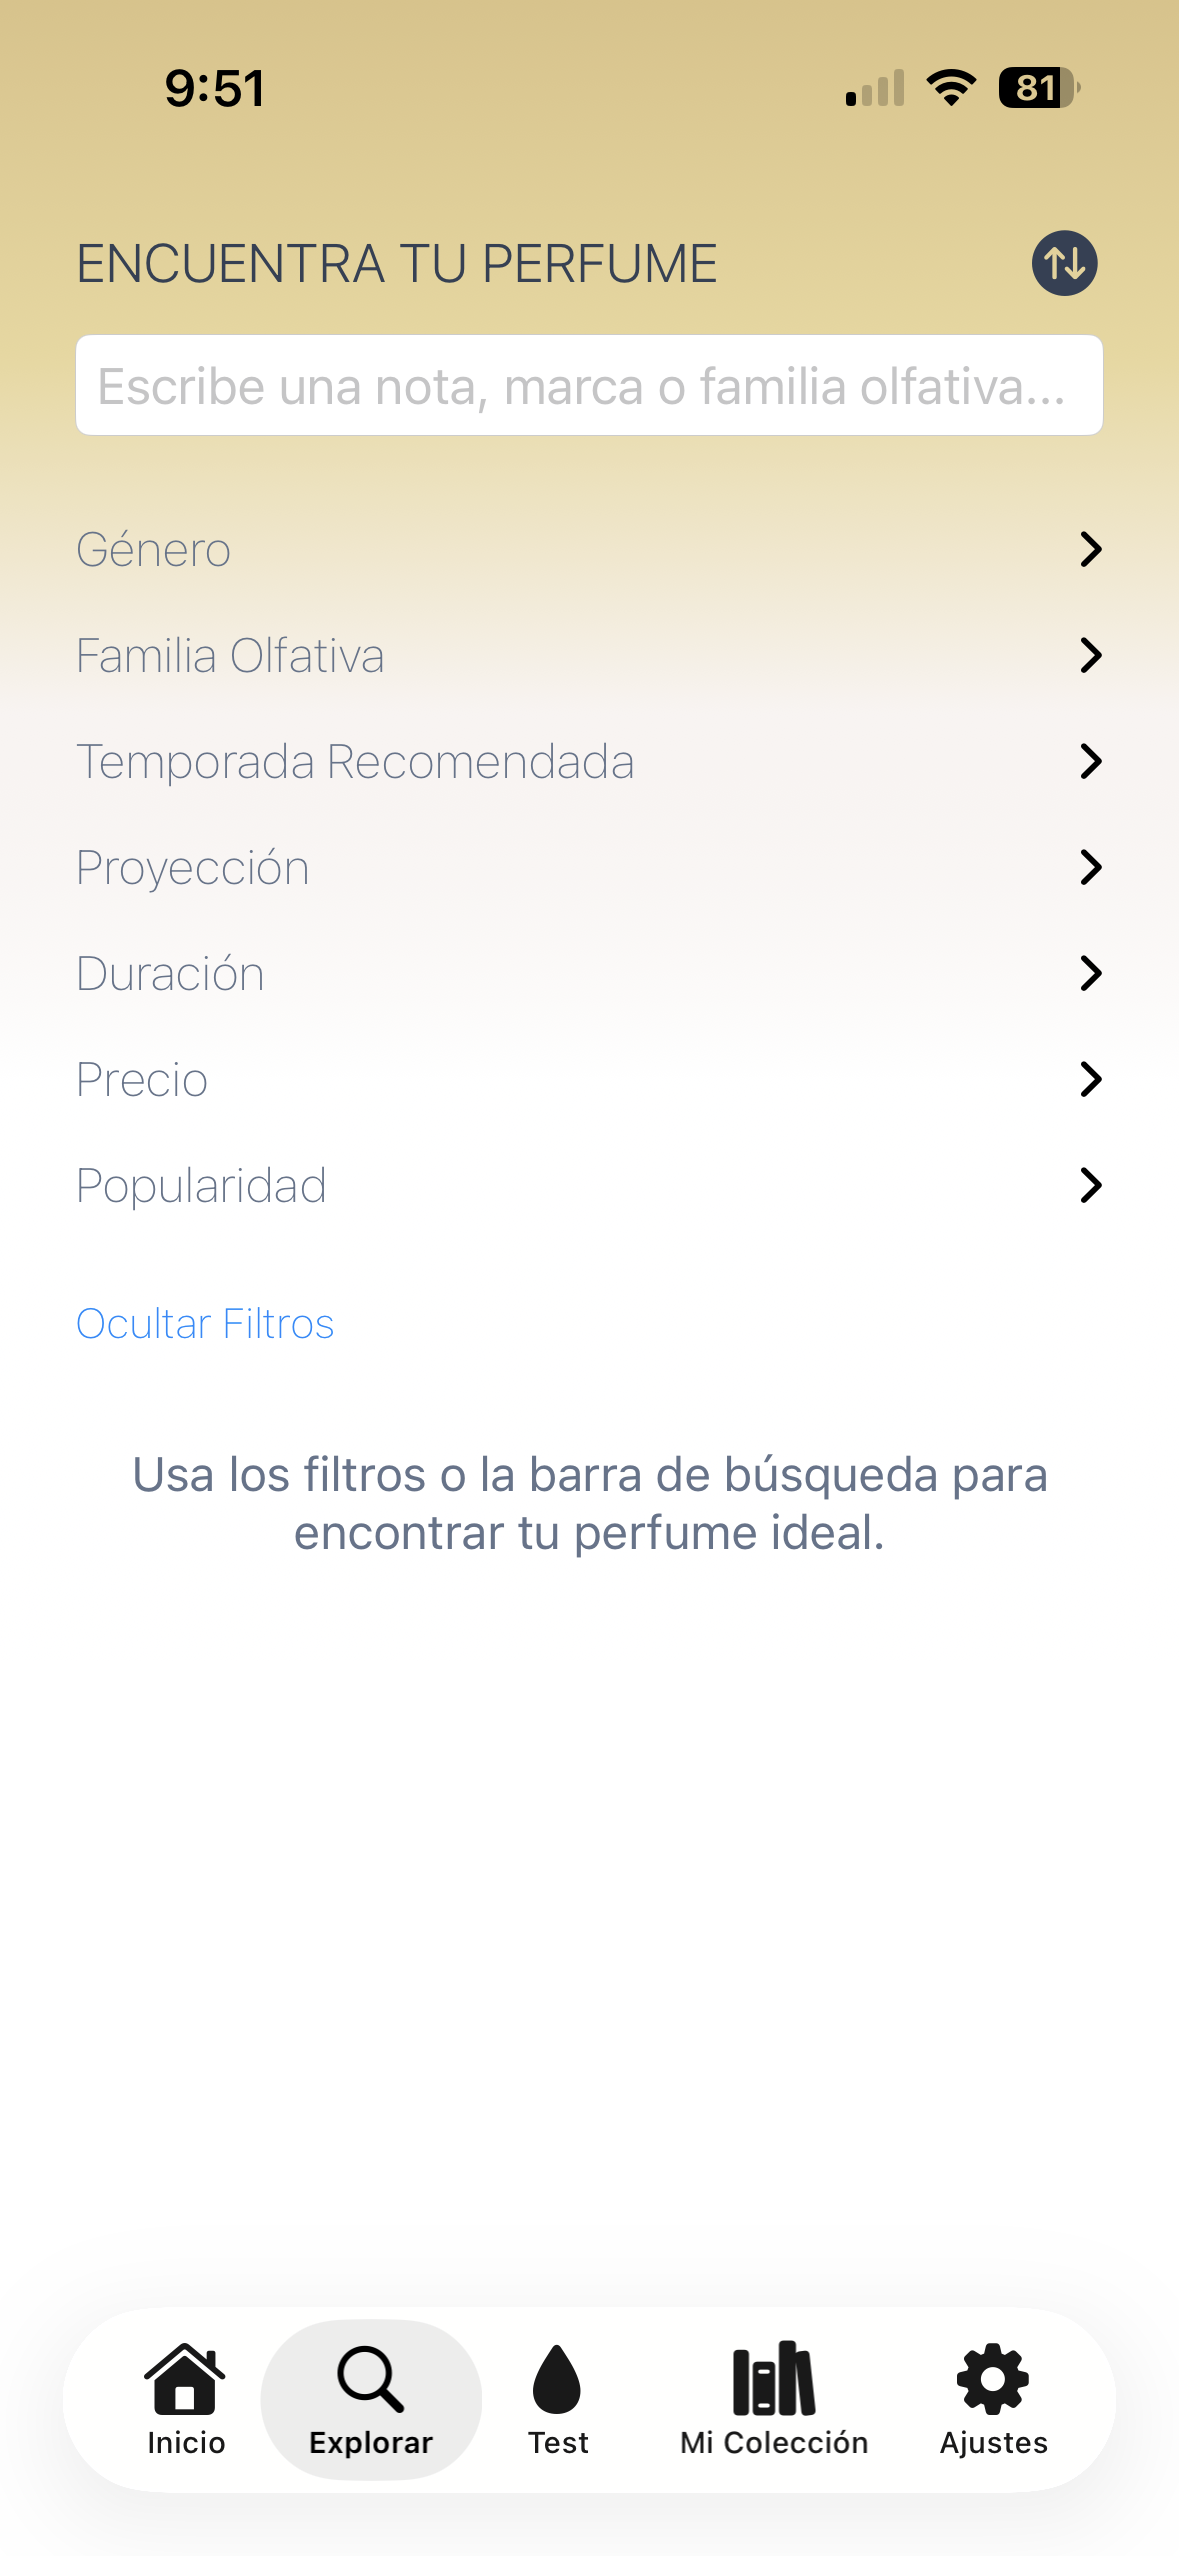 9:51
81
ENCUENTRA TU PERFUME
Escribe una nota, marca o familia olfativa...
Género
Familia Olfativa
Temporada Recomendada
Proyección
Duración
Precio
Popularidad
Ocultar Filtros
Usa los filtros o la barra de búsqueda para
encontrar tu perfume ideal.
Inicio
Explorar
Test
Mi Colección
Ajustes